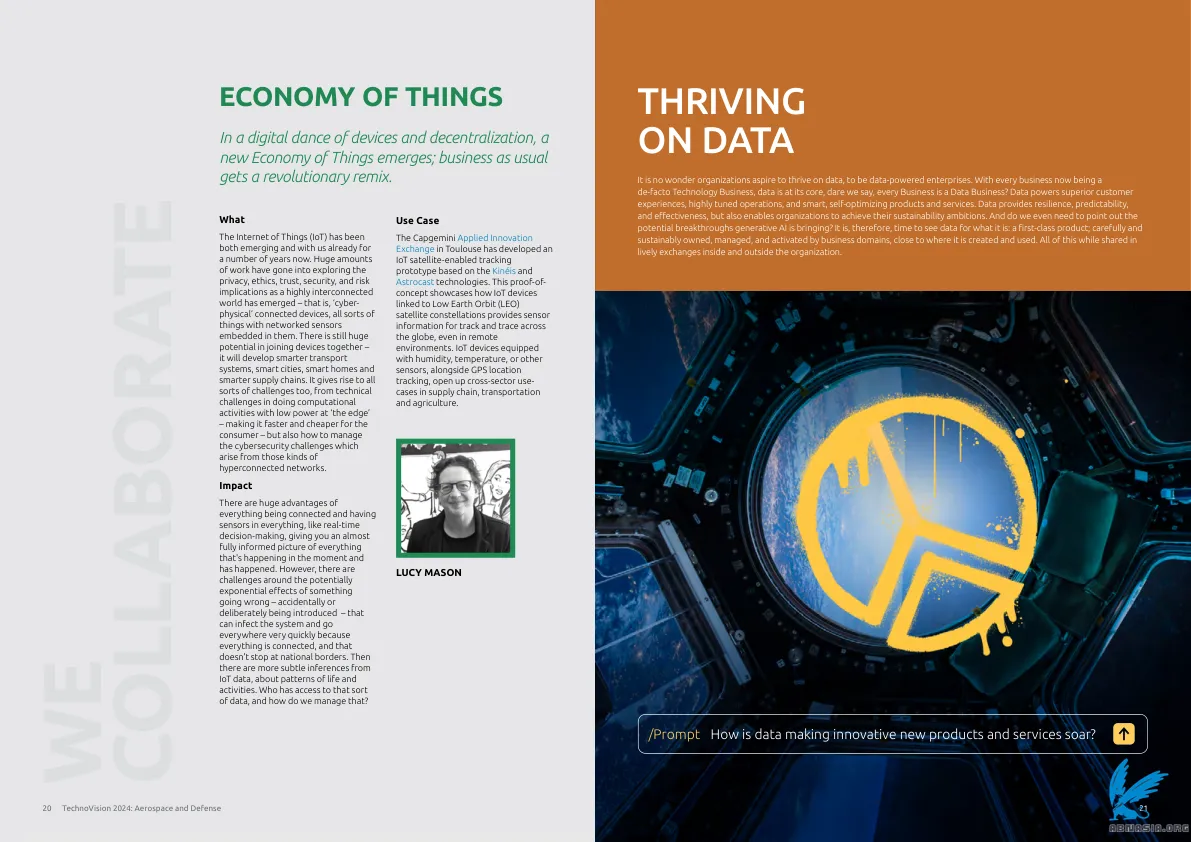 WE
COLLABORATE
ECONOMY OF THINGS
In a digital dance of devices and decentralization, a
new Economy of Things emerges; business as usual
gets a revolutionary remix.
What
The Internet of Things (IoT) has been
both emerging and with us already for
a number of years now. Huge amounts
of work have gone into exploring the
privacy, ethics, trust, security, and risk
implications as a highly interconnected
world has emerged – that is, ‘cyber-
physical’ connected devices, all sorts of
things with networked sensors
embedded in them. There is still huge
potential in joining devices together –
it will develop smarter transport
systems, smart cities, smart homes and
smarter supply chains. It gives rise to all
sorts of challenges too, from technical
challenges in doing computational
activities with low power at ‘the edge’
– making it faster and cheaper for the
consumer – but also how to manage
the cybersecurity challenges which
arise from those kinds of
hyperconnected networks.
Impact
There are huge advantages of
everything being connected and having
sensors in everything, like real-time
decision-making, giving you an almost
fully informed picture of everything
that’s happening in the moment and
has happened. However, there are
challenges around the potentially
exponential effects of something
going wrong – accidentally or
deliberately being introduced – that
can infect the system and go
everywhere very quickly because
everything is connected, and that
doesn’t stop at national borders. Then
there are more subtle inferences from
IoT data, about patterns of life and
activities. Who has access to that sort
of data, and how do we manage that?
Use Case
The Capgemini Applied Innovation
Exchange in Toulouse has developed an
IoT satellite-enabled tracking
prototype based on the Kinéis and
Astrocast technologies. This proof-of-
concept showcases how IoT devices
linked to Low Earth Orbit (LEO)
satellite constellations provides sensor
information for track and trace across
the globe, even in remote
environments. IoT devices equipped
with humidity, temperature, or other
sensors, alongside GPS location
tracking, open up cross-sector use-
cases in supply chain, transportation
and agriculture.
LUCY MASON
20 TechnoVision 2024: Aerospace and Defense
THRIVING
ON DATA
It is no wonder organizations aspire to thrive on data, to be data-powered enterprises. With every business now being a
de-facto Technology Business, data is at its core, dare we say, every Business is a Data Business? Data powers superior customer
experiences, highly tuned operations, and smart, self-optimizing products and services. Data provides resilience, predictability,
and effectiveness, but also enables organizations to achieve their sustainability ambitions. And do we even need to point out the
potential breakthroughs generative AI is bringing? It is, therefore, time to see data for what it is: a first-class product; carefully and
sustainably owned, managed, and activated by business domains, close to where it is created and used. All of this while shared in
lively exchanges inside and outside the organization.
/Prompt How is data making innovative new products and services soar?
21
ABNASIA.ORG